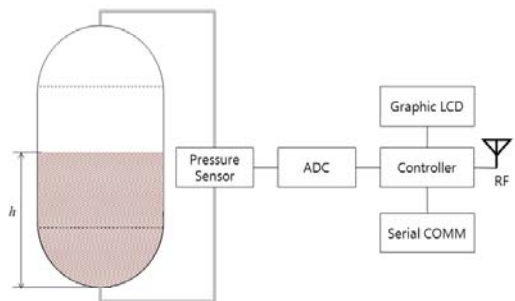 Graphic LCD
Pressure
Sensor
ADC
Controller
RF
h
Serial COMM